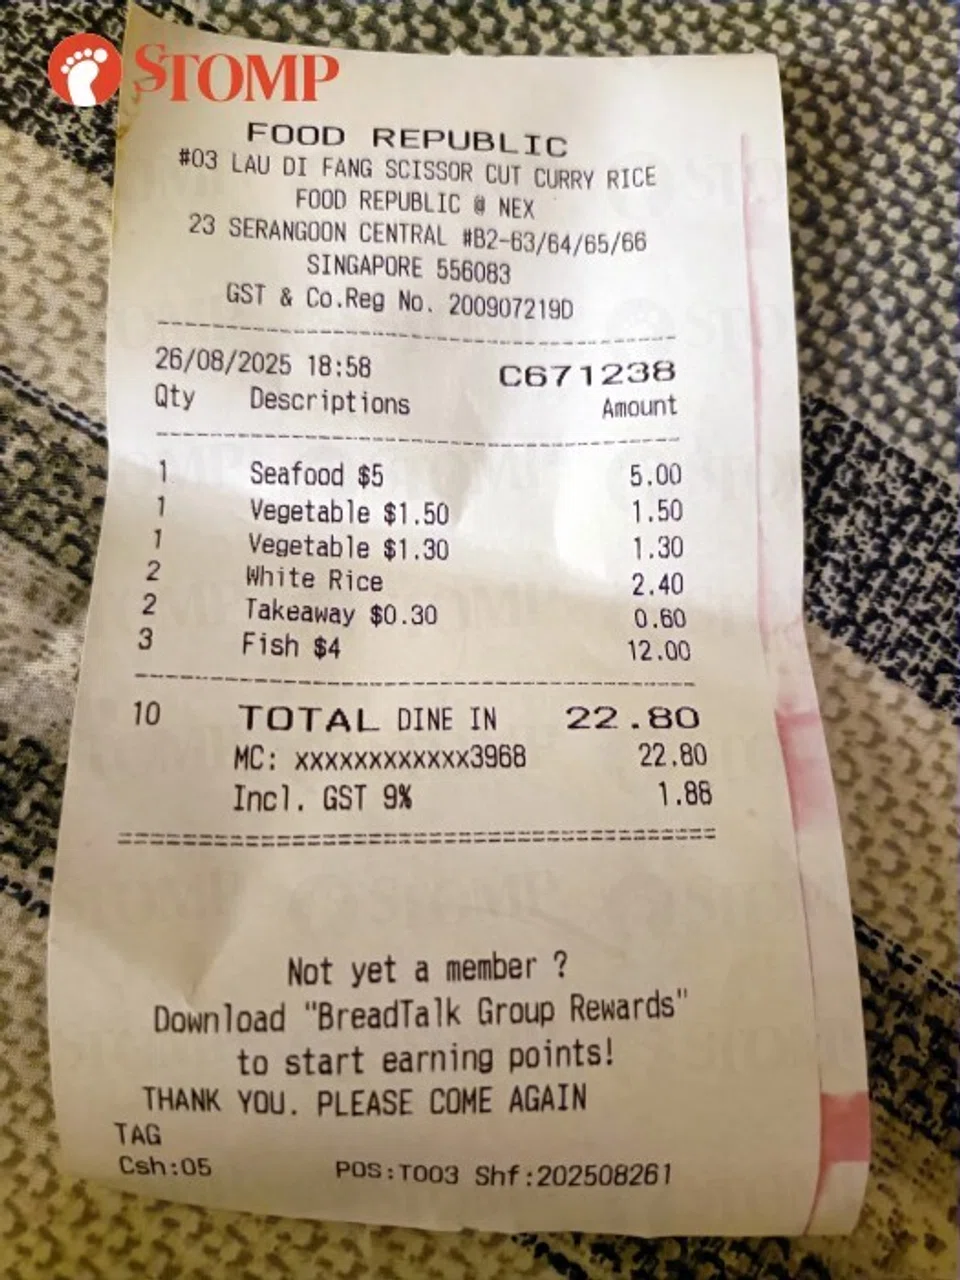 STOMP
FOOD REPUBLIC
#03 LAU DI FANG SCISSOR CUT CURRY RICE
FOOD REPUBLIC @ NEX
23 SERANGOON CENTRAL #B2-63/64/65/66
SINGAPORE 556083
GST & Co.Reg No. 200907219D
26/08/2025 18:58 C671238
Qty Descriptions Amount
1 Seafood $5 5.00
1 Vegetable $1.50 1.50
1 Vegetable $1.30 1.30
2 White Rice 2.40
2 Takeaway $0.30 0.60
3 Fish $4 12.00
10 TOTAL DINE IN 22.80
MC: xxxxxxxxxxxx3968 22.80
Incl. GST 9% 1.88
Not yet a member ?
Download "BreadTalk Group Rewards"
to start earning points!
THANK YOU. PLEASE COME AGAIN
TAG
Csh:05 POS:T003 Shf:202508261